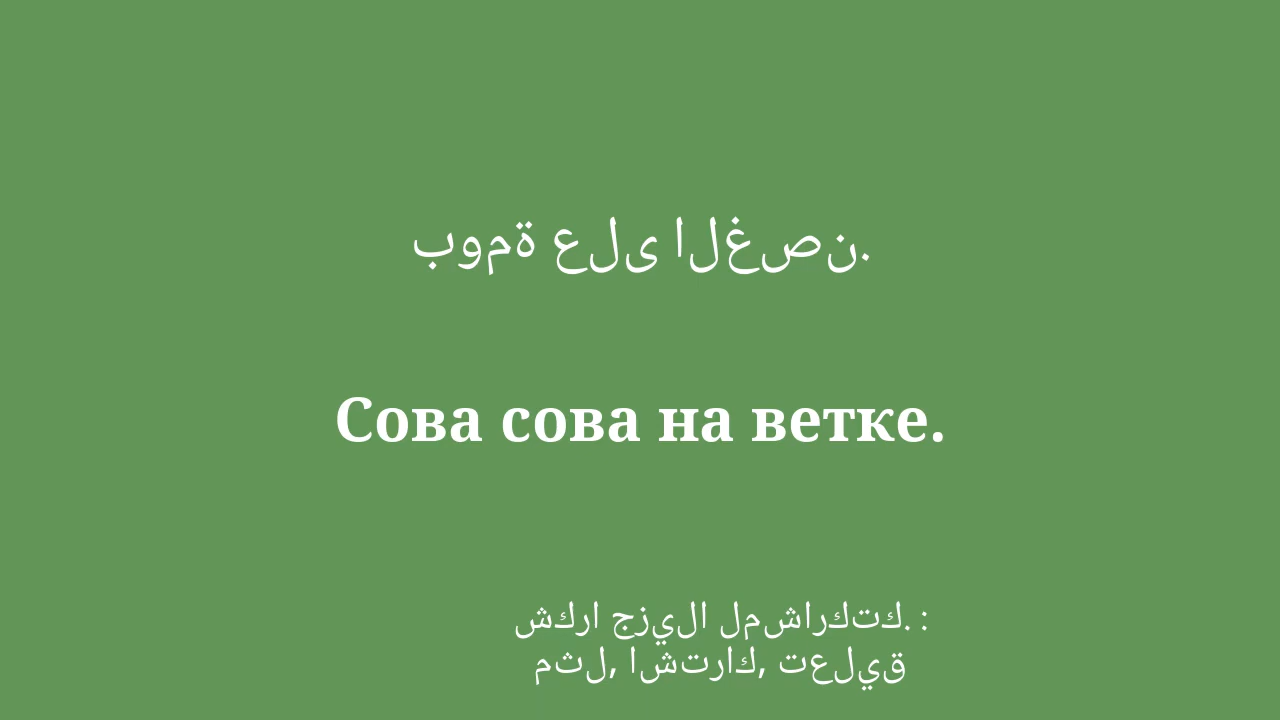 بومة على الغصن.
Сова сова на ветке.
شكرا جزيلا لمشاركتك. :
مثل, اشتراك, تعليق